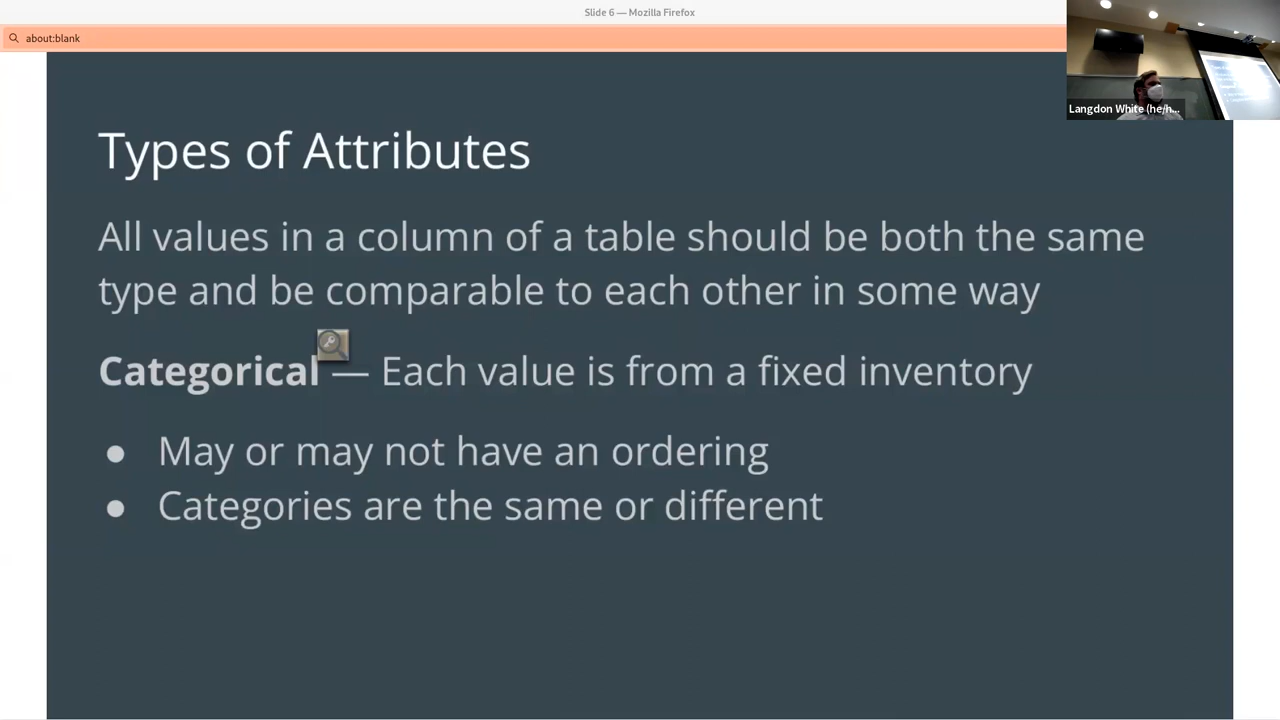 Slide 6 — Mozilla Firefox
about:blank
Langdon White (he/h...
Types of Attributes
All values in a column of a table should be both the same
type and be comparable to each other in some way
Categorical — Each value is from a fixed inventory
● May or may not have an ordering
● Categories are the same or different